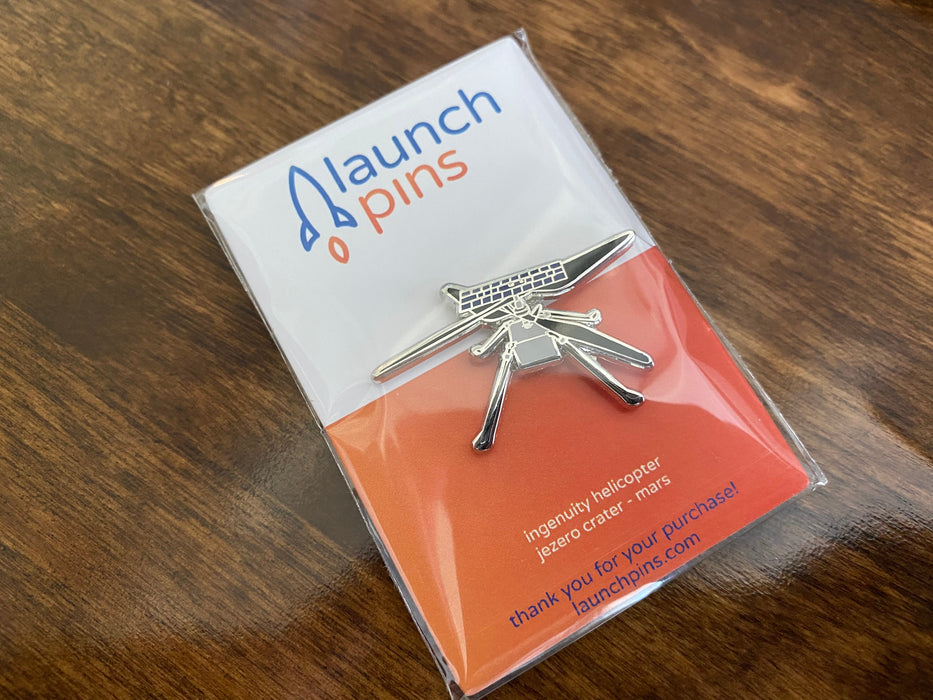 launch
pins
ingenuity helicopter
jezero crater - mars
thank you for your purchase!
launchpins.com